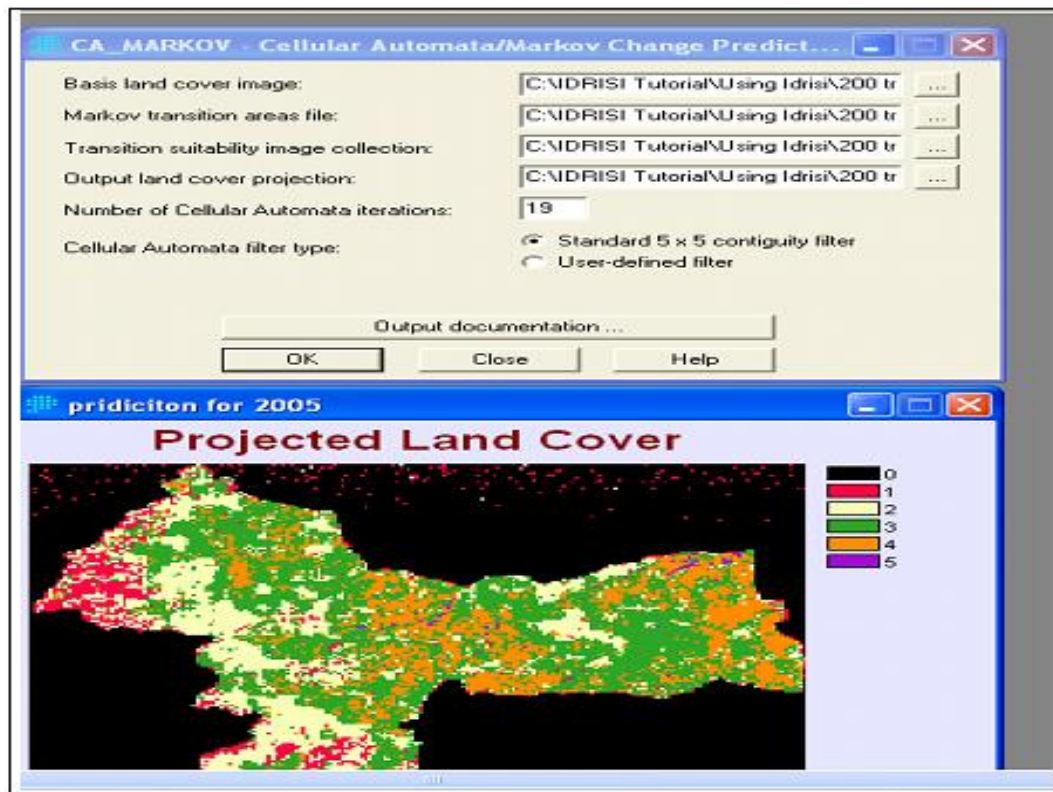 CA_MARKOV - Cellular Automata/Markov Change Predict...
Basis land cover image: C:\IDRISI Tutorial\Using Idrisi\200 tr ...
Markov transition areas file: C:\IDRISI Tutorial\Using Idrisi\200 tr ...
Transition suitability image collection: C:\IDRISI Tutorial\Using Idrisi\200 tr ...
Output land cover projection: C:\IDRISI Tutorial\Using Idrisi\200 tr ...
Number of Cellular Automata iterations: 19
Cellular Automata filter type: Standard 5 x 5 contiguity filter
User-defined filter
Output documentation ...
OK Close Help
pridiciton for 2005
Projected Land Cover
0
1
2
3
4
5